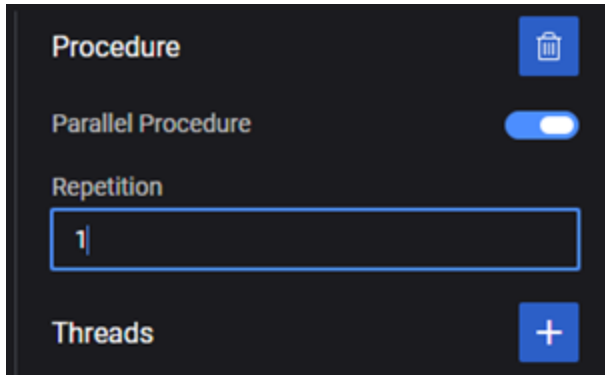 Procedure
Parallel Procedure
Repetition
1
Threads